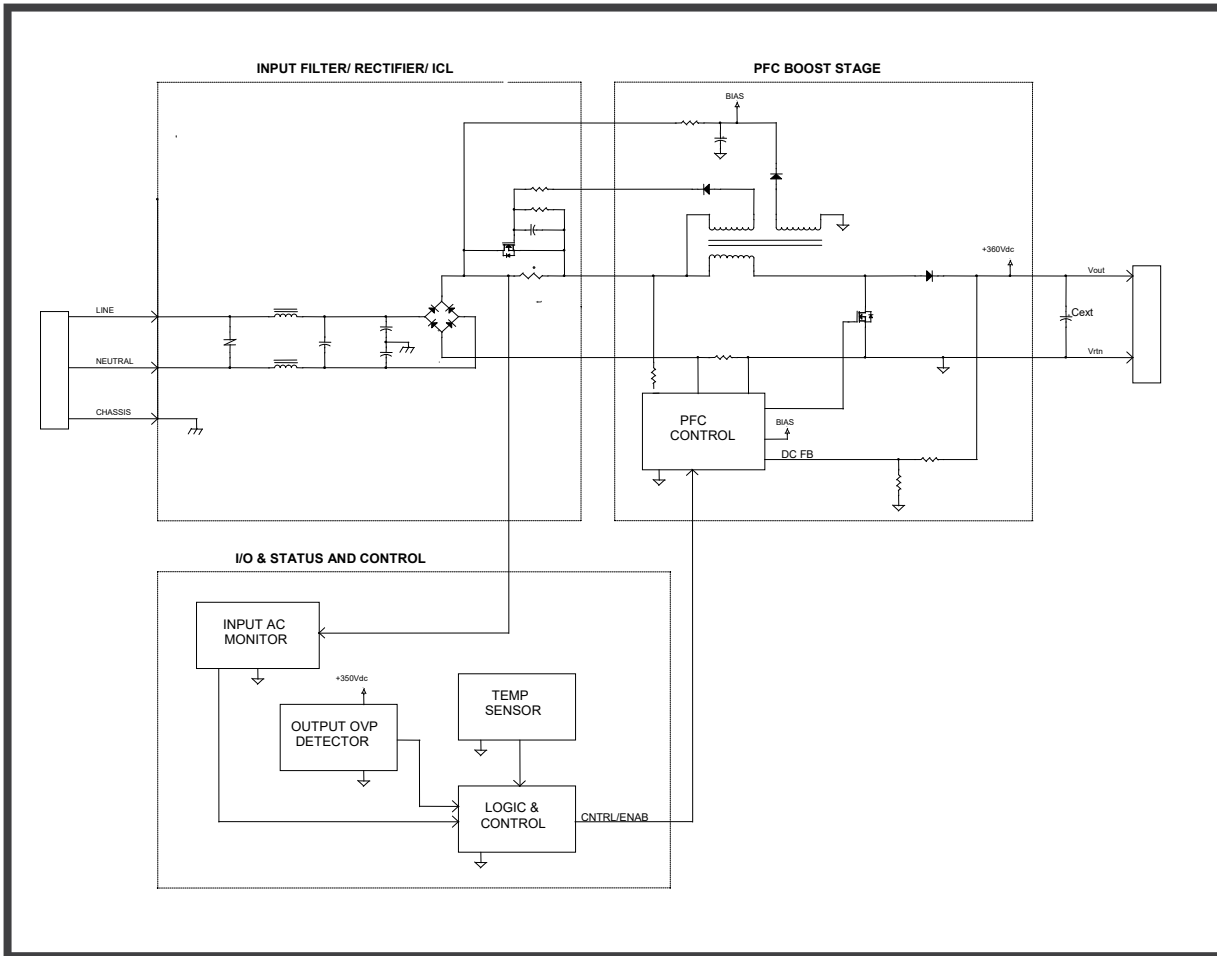 INPUT FILTER/ RECTIFIER/ ICL
PFC BOOST STAGE
BIAS
+360Vdc
Vout
LINE
Cext
NEUTRAL
Vrtn
CHASSIS
PFC
CONTROL
BIAS
DC FB
I/O & STATUS AND CONTROL
INPUT AC
MONITOR
+350Vdc
TEMP
SENSOR
OUTPUT OVP
DETECTOR
LOGIC &
CONTROL
CNTRL/ENAB